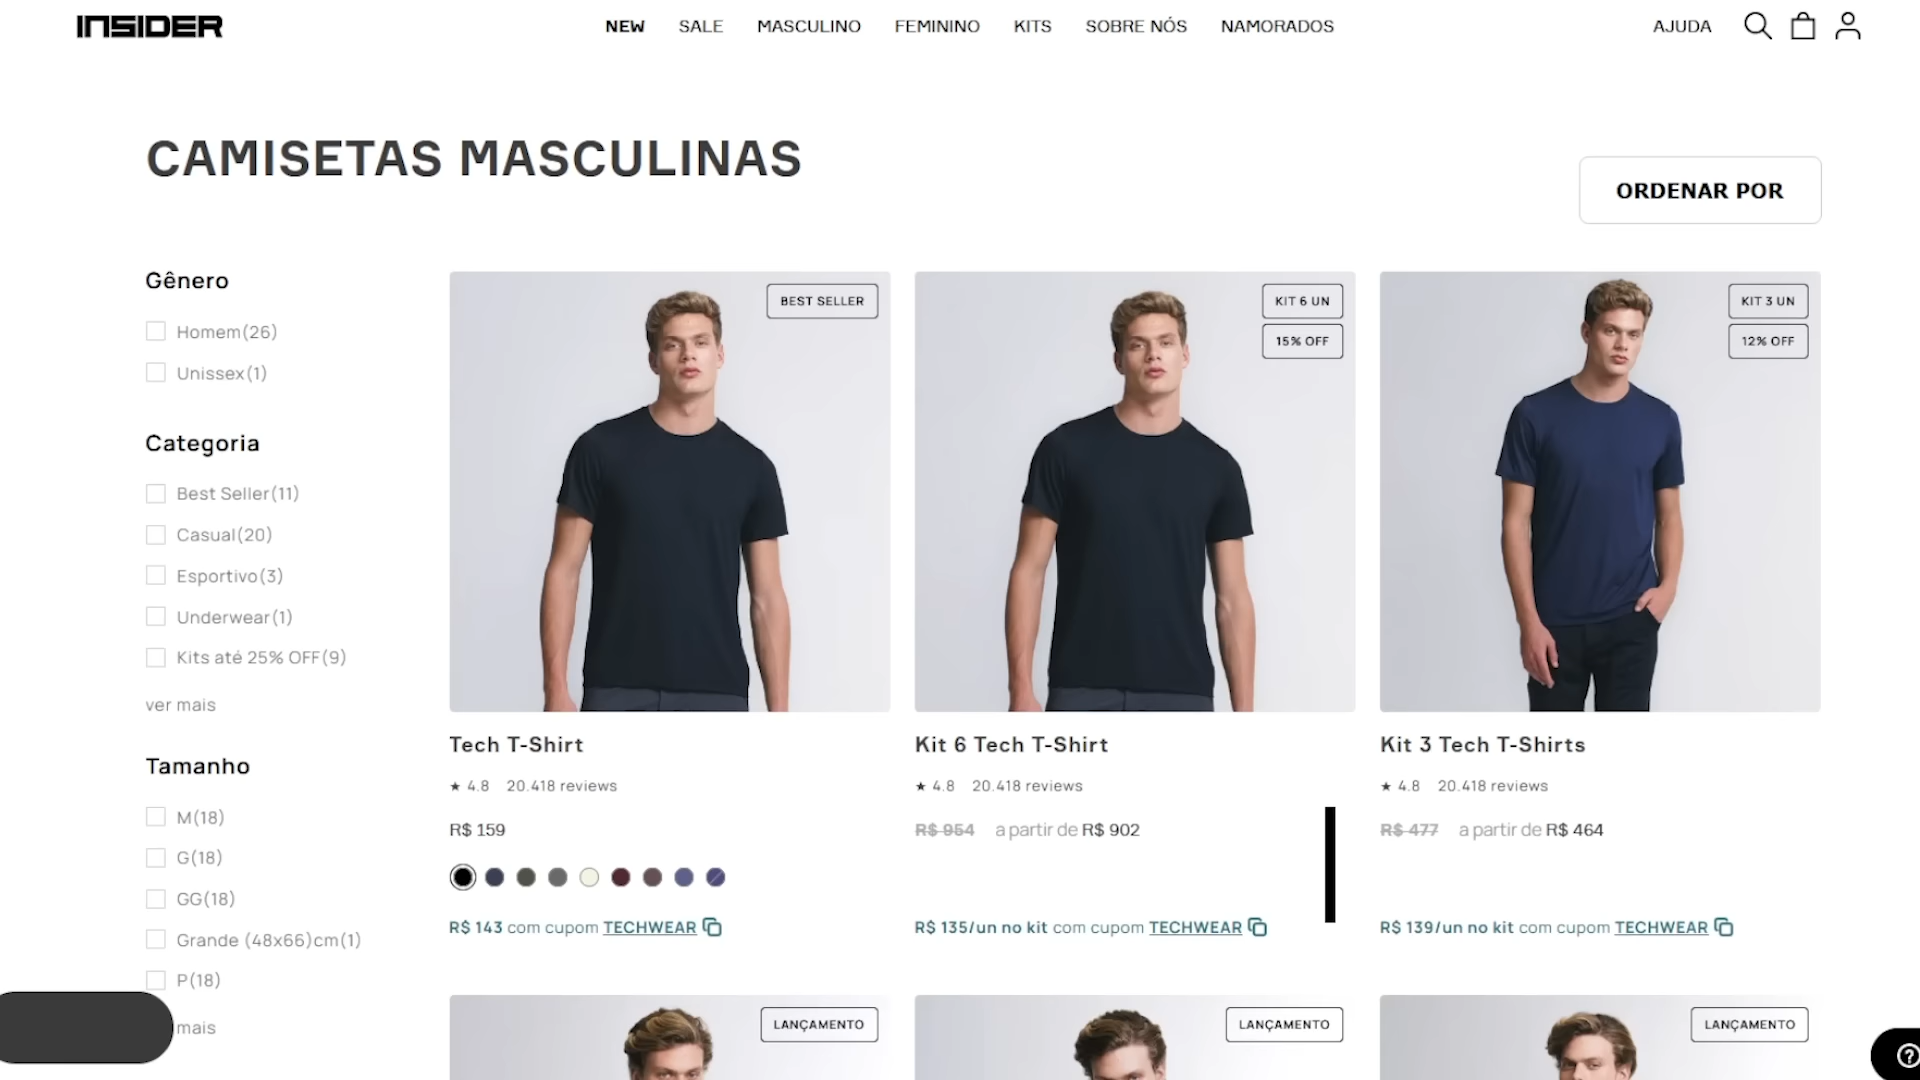 INSIDER
NEW SALE MASCULINO FEMININO KITS SOBRE NÓS NAMORADOS
AJUDA
CAMISETAS MASCULINAS
ORDENAR POR
Gênero
Homem(26)
Unissex(1)
Categoria
Best Seller(11)
Casual(20)
Esportivo(3)
Underwear(1)
Kits até 25% OFF(9)
ver mais
Tamanho
M(18)
G(18)
GG(18)
Grande (48x66)cm(1)
P(18)
mais
BEST SELLER
Tech T-Shirt
★ 4.8 20.418 reviews
R$ 159
R$ 143 com cupom TECHWEAR
KIT 6 UN
15% OFF
Kit 6 Tech T-Shirt
★ 4.8 20.418 reviews
R$ 954 a partir de R$ 902
R$ 135/un no kit com cupom TECHWEAR
KIT 3 UN
12% OFF
Kit 3 Tech T-Shirts
★ 4.8 20.418 reviews
R$ 477 a partir de R$ 464
R$ 139/un no kit com cupom TECHWEAR
LANÇAMENTO
LANÇAMENTO
LANÇAMENTO
?